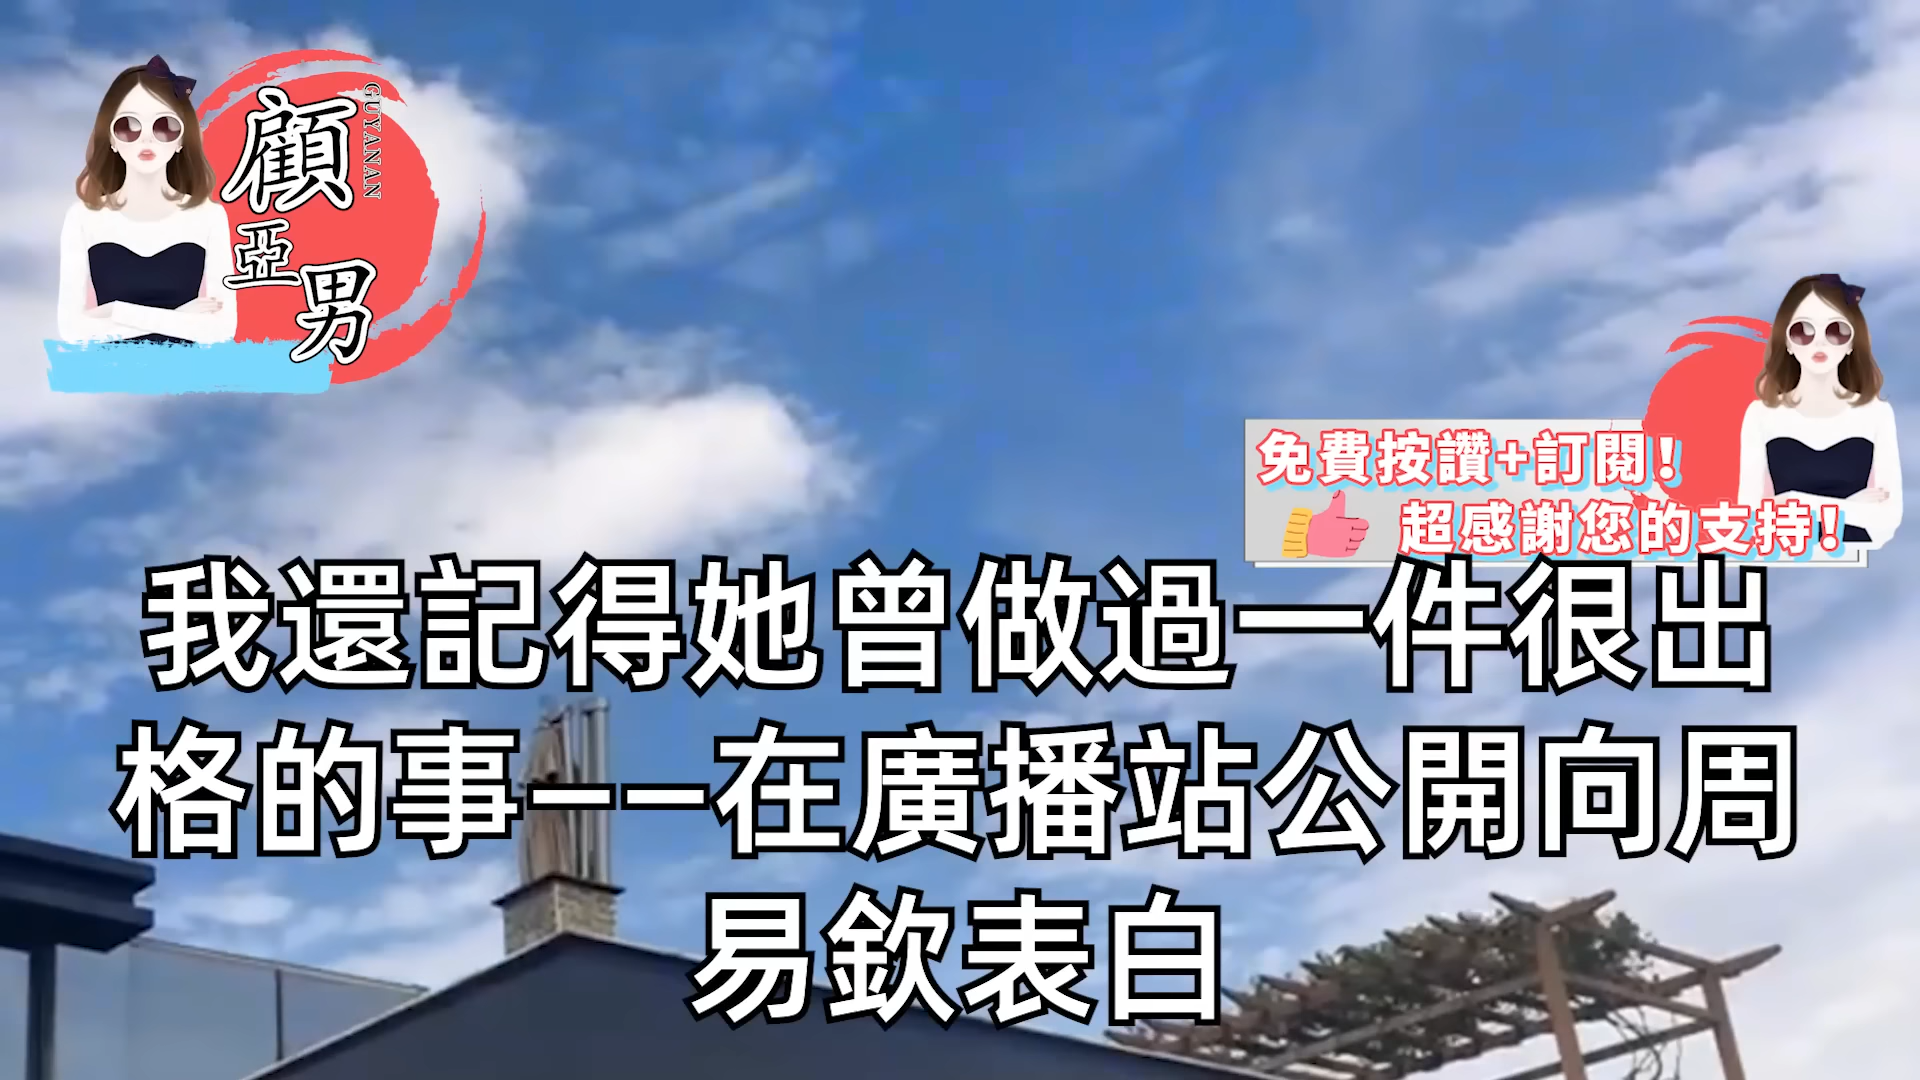 顧亞男
GUYANAN
免費按讚+訂閱！
超感謝您的支持！
我還記得她曾做過一件很出
格的事——在廣播站公開向周
易欽表白